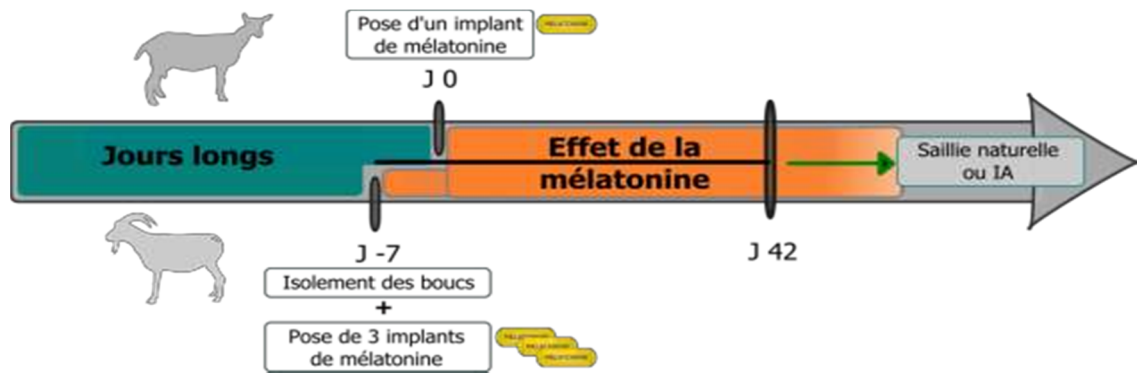 Pose d'un implant
de mélatonine
J 0
Jours longs
Effet de la
mélatonine
Saillie naturelle
ou IA
J -7
J 42
Isolement des boucs
+
Pose de 3 implants
de mélatonine